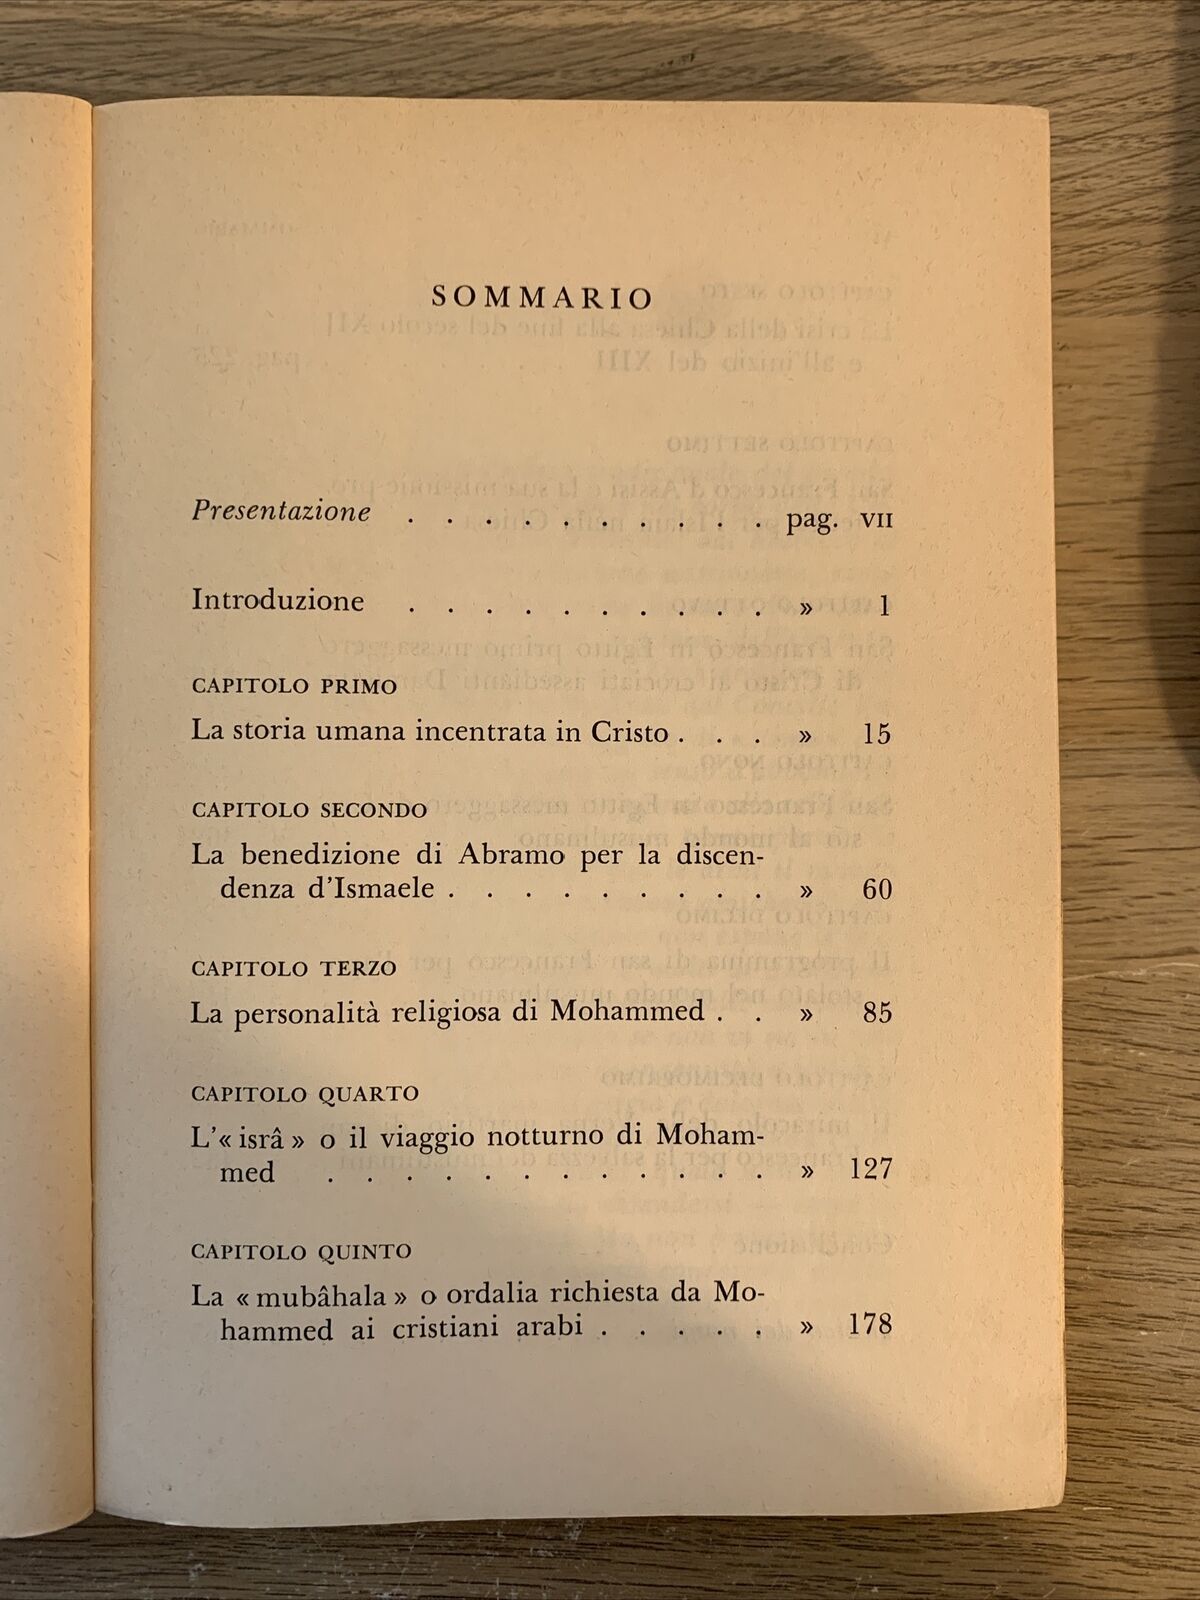 SOMMARIO
Presentazione . . . . . . . . . . pag. VII
Introduzione . . . . . . . . . . » 1
CAPITOLO PRIMO
La storia umana incentrata in Cristo . . . » 15
CAPITOLO SECONDO
La benedizione di Abramo per la discen-
denza d'Ismaele . . . . . . . . . » 60
CAPITOLO TERZO
La personalità religiosa di Mohammed . . » 85
CAPITOLO QUARTO
L'« isrâ » o il viaggio notturno di Moham-
med . . . . . . . . . . . . » 127
CAPITOLO QUINTO
La « mubâhala » o ordalia richiesta da Mo-
hammed ai cristiani arabi . . . . . » 178